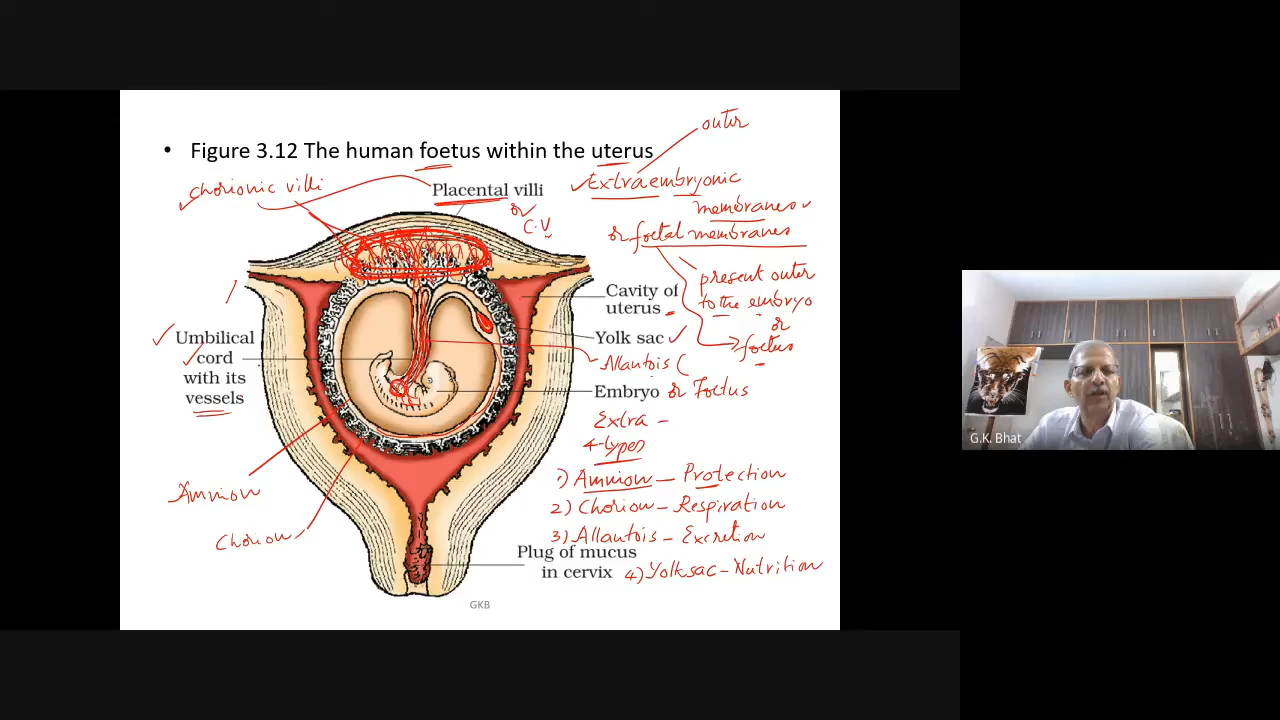 outer
• Figure 3.12 The human foetus within the uterus
Chorionic villi
Placental villi
or
C.V
Extraembryonic
membranes
or foetal membranes
present outer
to the embryo
or
foetus
Cavity of
uterus
Umbilical
cord
with its
vessels
Yolk sac
Allantois (
Embryo or Foetus
Extra -
4-types
1) Amnion - Protection
2) Chorion - Respiration
3) Allantois - Excretion
4) Yolksac - Nutrition
Amnion
Chorion
Plug of mucus
in cervix
GKB
G.K. Bhat